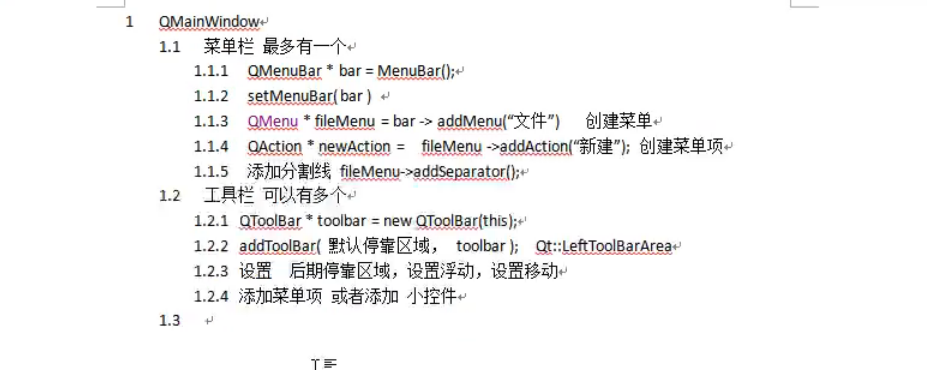 1 QMainWindow
1.1 菜单栏 最多有一个
1.1.1 QMenuBar * bar = MenuBar();
1.1.2 setMenuBar( bar )
1.1.3 QMenu * fileMenu = bar -> addMenu(“文件”) 创建菜单
1.1.4 QAction * newAction = fileMenu ->addAction(“新建”); 创建菜单项
1.1.5 添加分割线 fileMenu->addSeparator();
1.2 工具栏 可以有多个
1.2.1 QToolBar * toolbar = new QToolBar(this);
1.2.2 addToolBar( 默认停靠区域， toolbar ); Qt::LeftToolBarArea
1.2.3 设置 后期停靠区域，设置浮动，设置移动
1.2.4 添加菜单项 或者添加 小控件
1.3